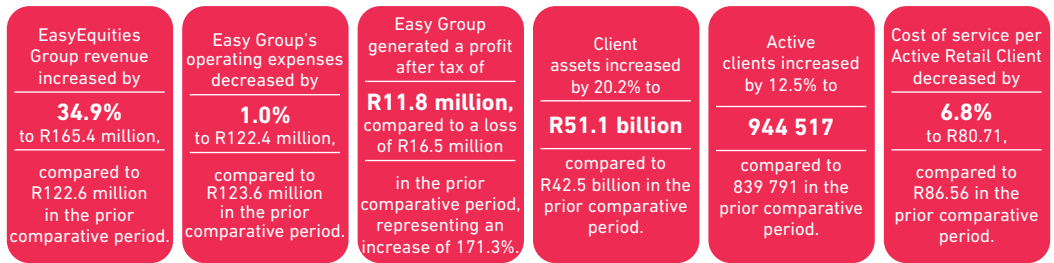 EasyEquities
Group revenue
increased by
34.9%
to R165.4 million,
compared to
R122.6 million
in the prior
comparative period.
Easy Group's
operating expenses
decreased by
1.0%
to R122.4 million,
compared to
R123.6 million
in the prior
comparative period.
Easy Group
generated a profit
after tax of
R11.8 million,
compared to a loss
of R16.5 million
in the prior
comparative period,
representing an
increase of 171.3%.
Client
assets increased
by 20.2% to
R51.1 billion
compared to
R42.5 billion in the
prior comparative
period.
Active
clients increased
by 12.5% to
944 517
compared to
839 791 in the
prior comparative
period.
Cost of service per
Active Retail Client
decreased by
6.8%
to R80.71,
compared to
R86.56 in the
prior comparative
period.